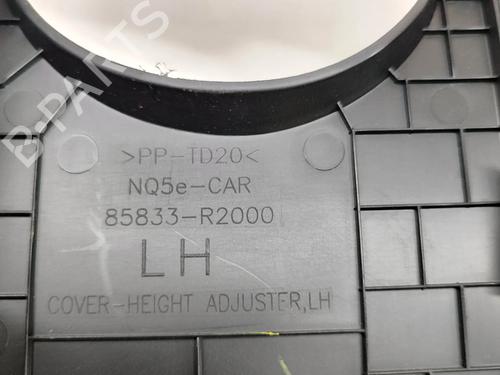 B-PARTS
>PP-TD20<
NQ5e-CAR
85833-R2000
LH
COVER-HEIGHT ADJUSTER,LH